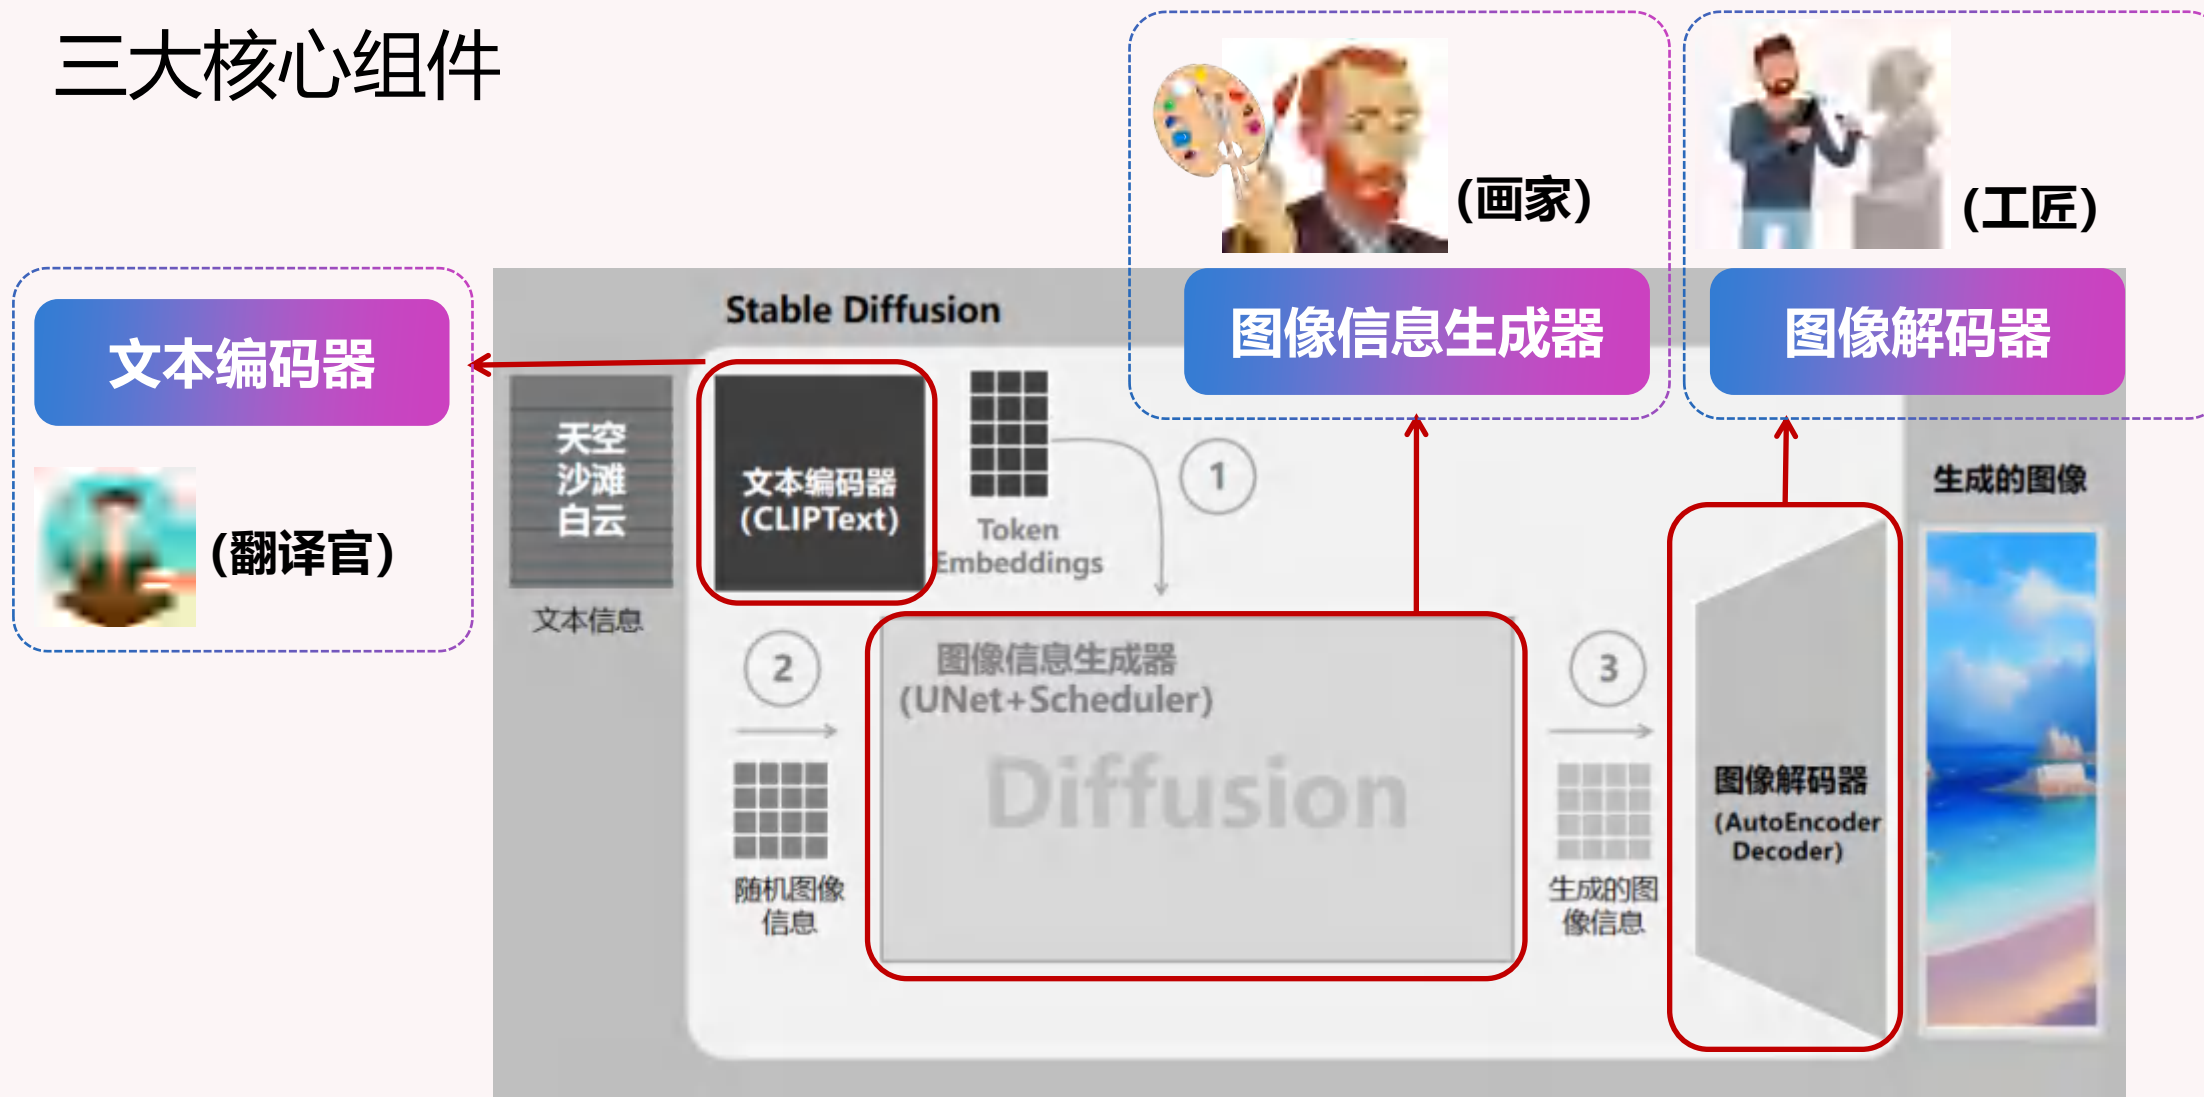 三大核心组件
(画家)
(工匠)
文本编码器
(翻译官)
图像信息生成器
图像解码器
Stable Diffusion
天空
沙滩
白云
文本信息
文本编码器
(CLIPText)
Token
Embeddings
1
2
随机图像
信息
图像信息生成器
(UNet+Scheduler)
Diffusion
3
生成的图
像信息
图像解码器
(AutoEncoder
Decoder)
生成的图像